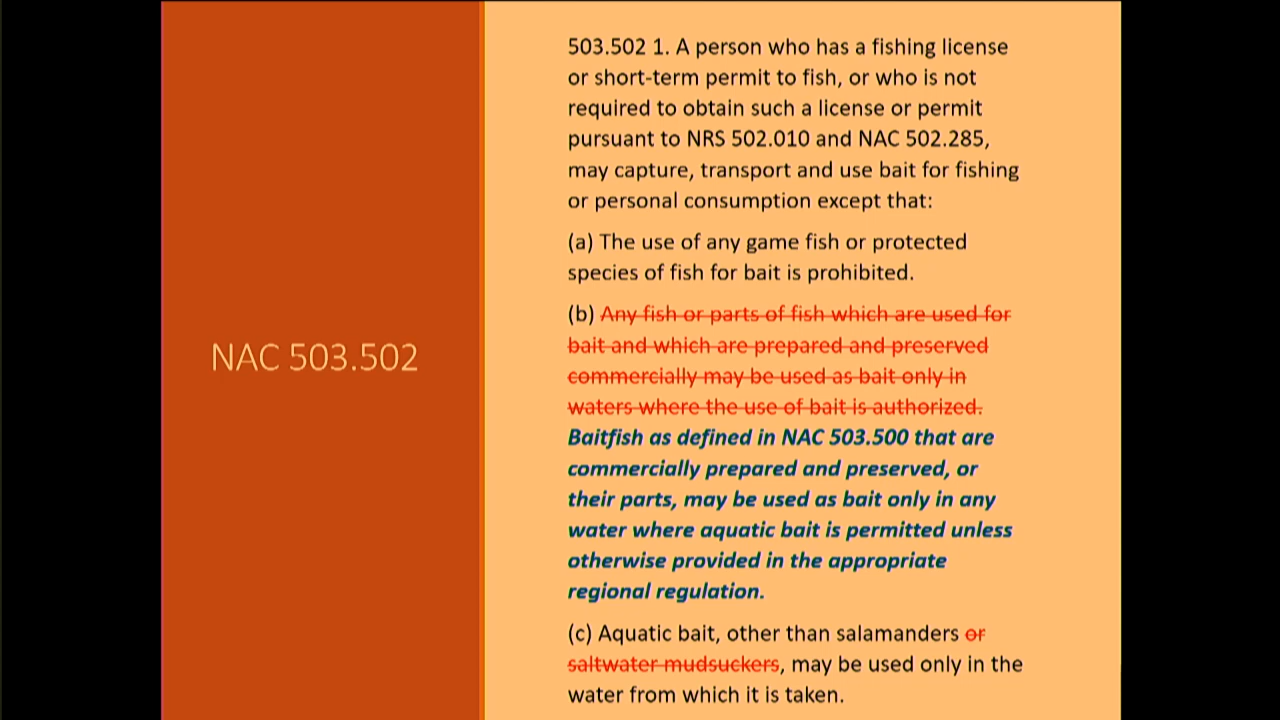 NAC 503.502
503.502 1. A person who has a fishing license
or short-term permit to fish, or who is not
required to obtain such a license or permit
pursuant to NRS 502.010 and NAC 502.285,
may capture, transport and use bait for fishing
or personal consumption except that:
(a) The use of any game fish or protected
species of fish for bait is prohibited.
(b) Any fish or parts of fish which are used for
bait and which are prepared and preserved
commercially may be used as bait only in
waters where the use of bait is authorized.
Baitfish as defined in NAC 503.500 that are
commercially prepared and preserved, or
their parts, may be used as bait only in any
water where aquatic bait is permitted unless
otherwise provided in the appropriate
regional regulation.
(c) Aquatic bait, other than salamanders or
saltwater mudsuckers, may be used only in the
water from which it is taken.